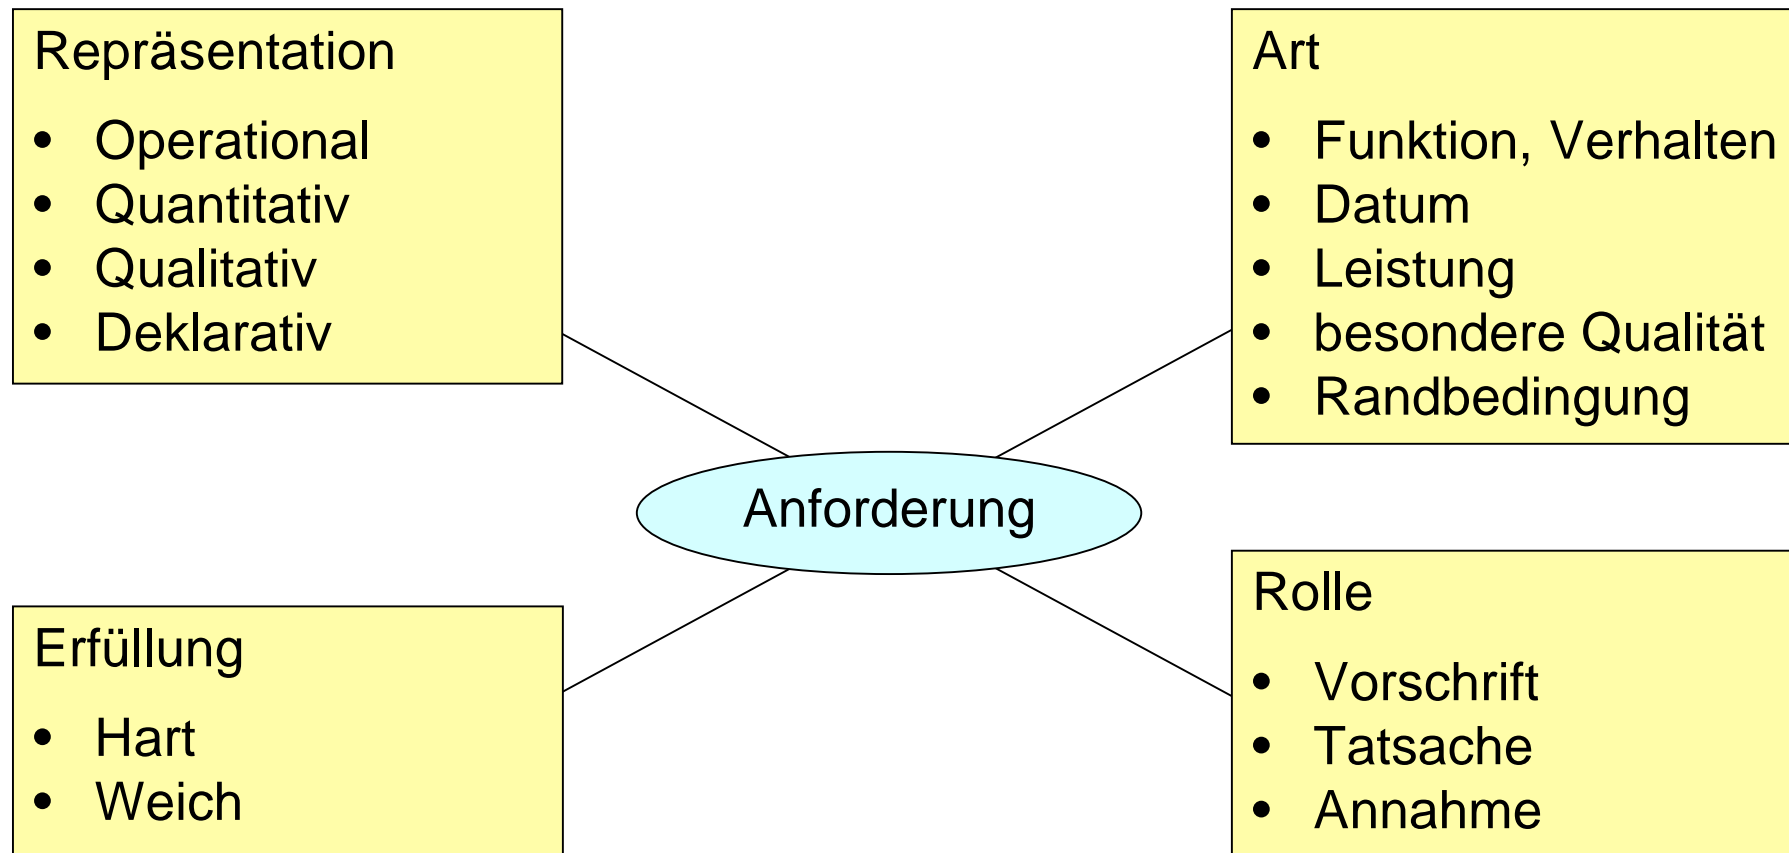 Repräsentation
• Operational
• Quantitativ
• Qualitativ
• Deklarativ
Art
• Funktion, Verhalten
• Datum
• Leistung
• besondere Qualität
• Randbedingung
Anforderung
Erfüllung
• Hart
• Weich
Rolle
• Vorschrift
• Tatsache
• Annahme